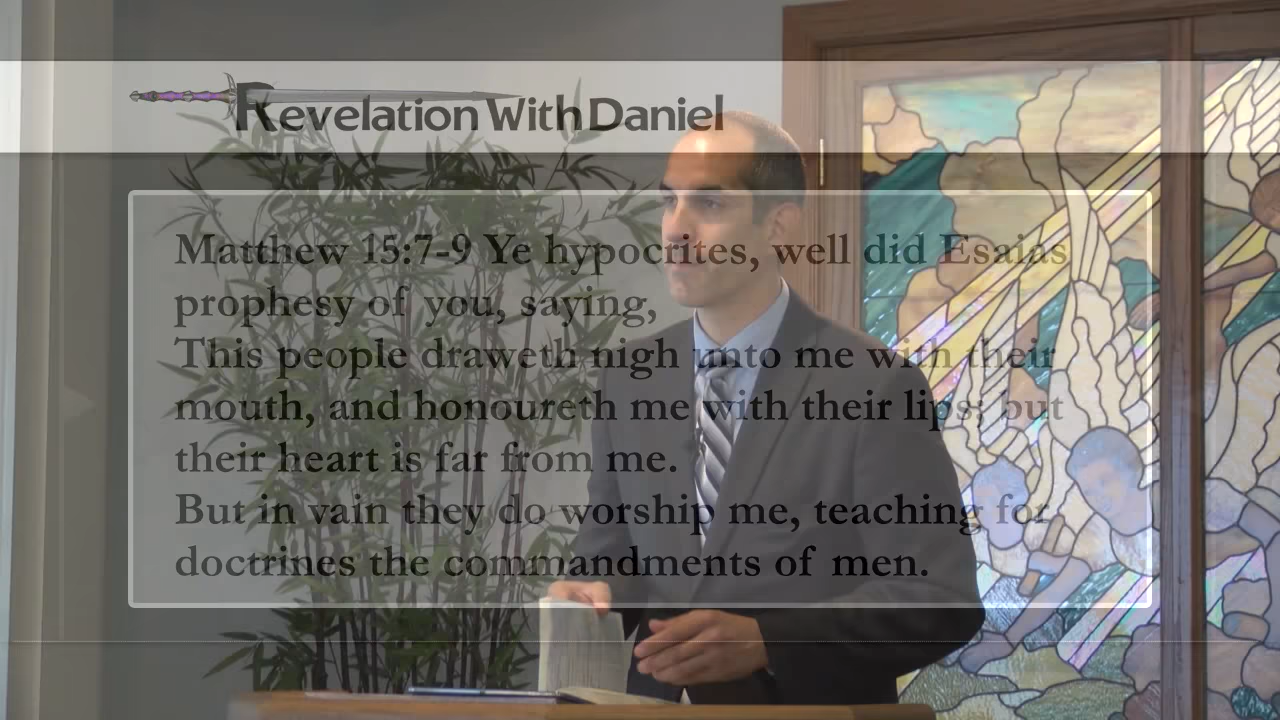 Revelation With Daniel
Matthew 15:7-9 Ye hypocrites, well did Esaias
prophesy of you, saying,
This people draweth nigh unto me with their
mouth, and honoureth me with their lips; but
their heart is far from me.
But in vain they do worship me, teaching for
doctrines the commandments of men.